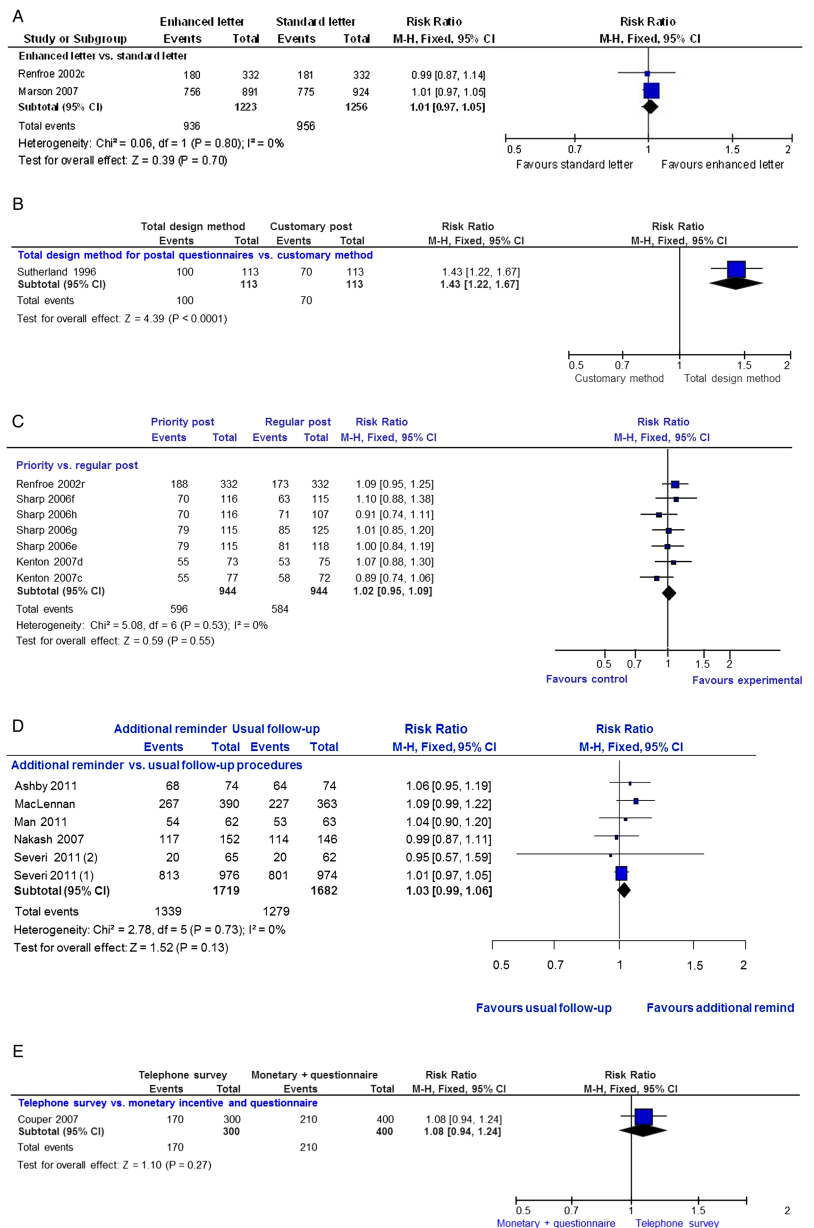 A
Enhanced letter Standard letter Risk Ratio Risk Ratio
Study or Subgroup Events Total Events Total M-H, Fixed, 95% CI M-H, Fixed, 95% CI
Enhanced letter vs. standard letter
Renfroe 2002c 180 332 181 332 0.99 [0.87, 1.14]
Marson 2007 756 891 775 924 1.01 [0.97, 1.05]
Subtotal (95% CI) 1223 1256 1.01 [0.97, 1.05]
Total events 936 956
Heterogeneity: Chi² = 0.06, df = 1 (P = 0.80); I² = 0%
Test for overall effect: Z = 0.39 (P = 0.70)
0.5 0.7 1 1.5 2
Favours standard letter Favours enhanced letter
B
Total design method Customary post Risk Ratio Risk Ratio
Events Total Events Total M-H, Fixed, 95% CI M-H, Fixed, 95% CI
Total design method for postal questionnaires vs. customary method
Sutherland 1996 100 113 70 113 1.43 [1.22, 1.67]
Subtotal (95% CI) 113 113 1.43 [1.22, 1.67]
Total events 100 70
Test for overall effect: Z = 4.39 (P < 0.0001)
0.5 0.7 1 1.5 2
Customary method Total design method
C
Priority post Regular post Risk Ratio Risk Ratio
Events Total Events Total M-H, Fixed, 95% CI M-H, Fixed, 95% CI
Priority vs. regular post
Renfroe 2002r 188 332 173 332 1.09 [0.95, 1.25]
Sharp 2006f 70 116 63 115 1.10 [0.88, 1.38]
Sharp 2006h 70 116 71 107 0.91 [0.74, 1.11]
Sharp 2006g 79 115 85 125 1.01 [0.85, 1.20]
Sharp 2006e 79 115 81 118 1.00 [0.84, 1.19]
Kenton 2007d 55 73 53 75 1.07 [0.88, 1.30]
Kenton 2007c 55 77 58 72 0.89 [0.74, 1.06]
Subtotal (95% CI) 944 944 1.02 [0.95, 1.09]
Total events 596 584
Heterogeneity: Chi² = 5.08, df = 6 (P = 0.53); I² = 0%
Test for overall effect: Z = 0.59 (P = 0.55)
0.5 0.7 1 1.5 2
Favours control Favours experimental
D
Additional reminder Usual follow-up Risk Ratio Risk Ratio
Events Total Events Total M-H, Fixed, 95% CI M-H, Fixed, 95% CI
Additional reminder vs. usual follow-up procedures
Ashby 2011 68 74 64 74 1.06 [0.95, 1.19]
MacLennan 267 390 227 363 1.09 [0.99, 1.22]
Man 2011 54 62 53 63 1.04 [0.90, 1.20]
Nakash 2007 117 152 114 146 0.99 [0.87, 1.11]
Severi 2011 (2) 20 65 20 62 0.95 [0.57, 1.59]
Severi 2011 (1) 813 976 801 974 1.01 [0.97, 1.05]
Subtotal (95% CI) 1719 1682 1.03 [0.99, 1.06]
Total events 1339 1279
Heterogeneity: Chi² = 2.78, df = 5 (P = 0.73); I² = 0%
Test for overall effect: Z = 1.52 (P = 0.13)
0.5 0.7 1 1.5 2
Favours usual follow-up Favours additional remind
E
Telephone survey Monetary + questionnaire Risk Ratio Risk Ratio
Events Total Events Total M-H, Fixed, 95% CI M-H, Fixed, 95% CI
Telephone survey vs. monetary incentive and questionnaire
Couper 2007 170 300 210 400 1.08 [0.94, 1.24]
Subtotal (95% CI) 300 400 1.08 [0.94, 1.24]
Total events 170 210
Test for overall effect: Z = 1.10 (P = 0.27)
0.5 0.7 1 1.5 2
Monetary + questionnaire Telephone survey